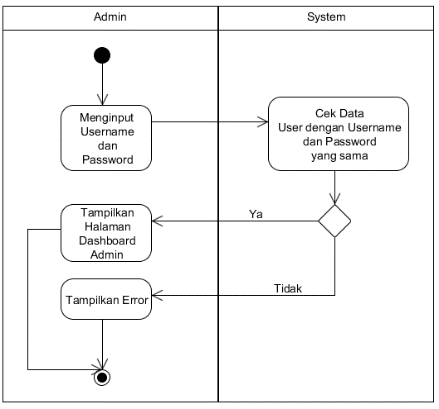 Admin
System
Menginput
Username
dan
Password
Cek Data
User dengan Username
dan Password
yang sama
Ya
Tampilkan
Halaman
Dashboard
Admin
Tidak
Tampilkan Error